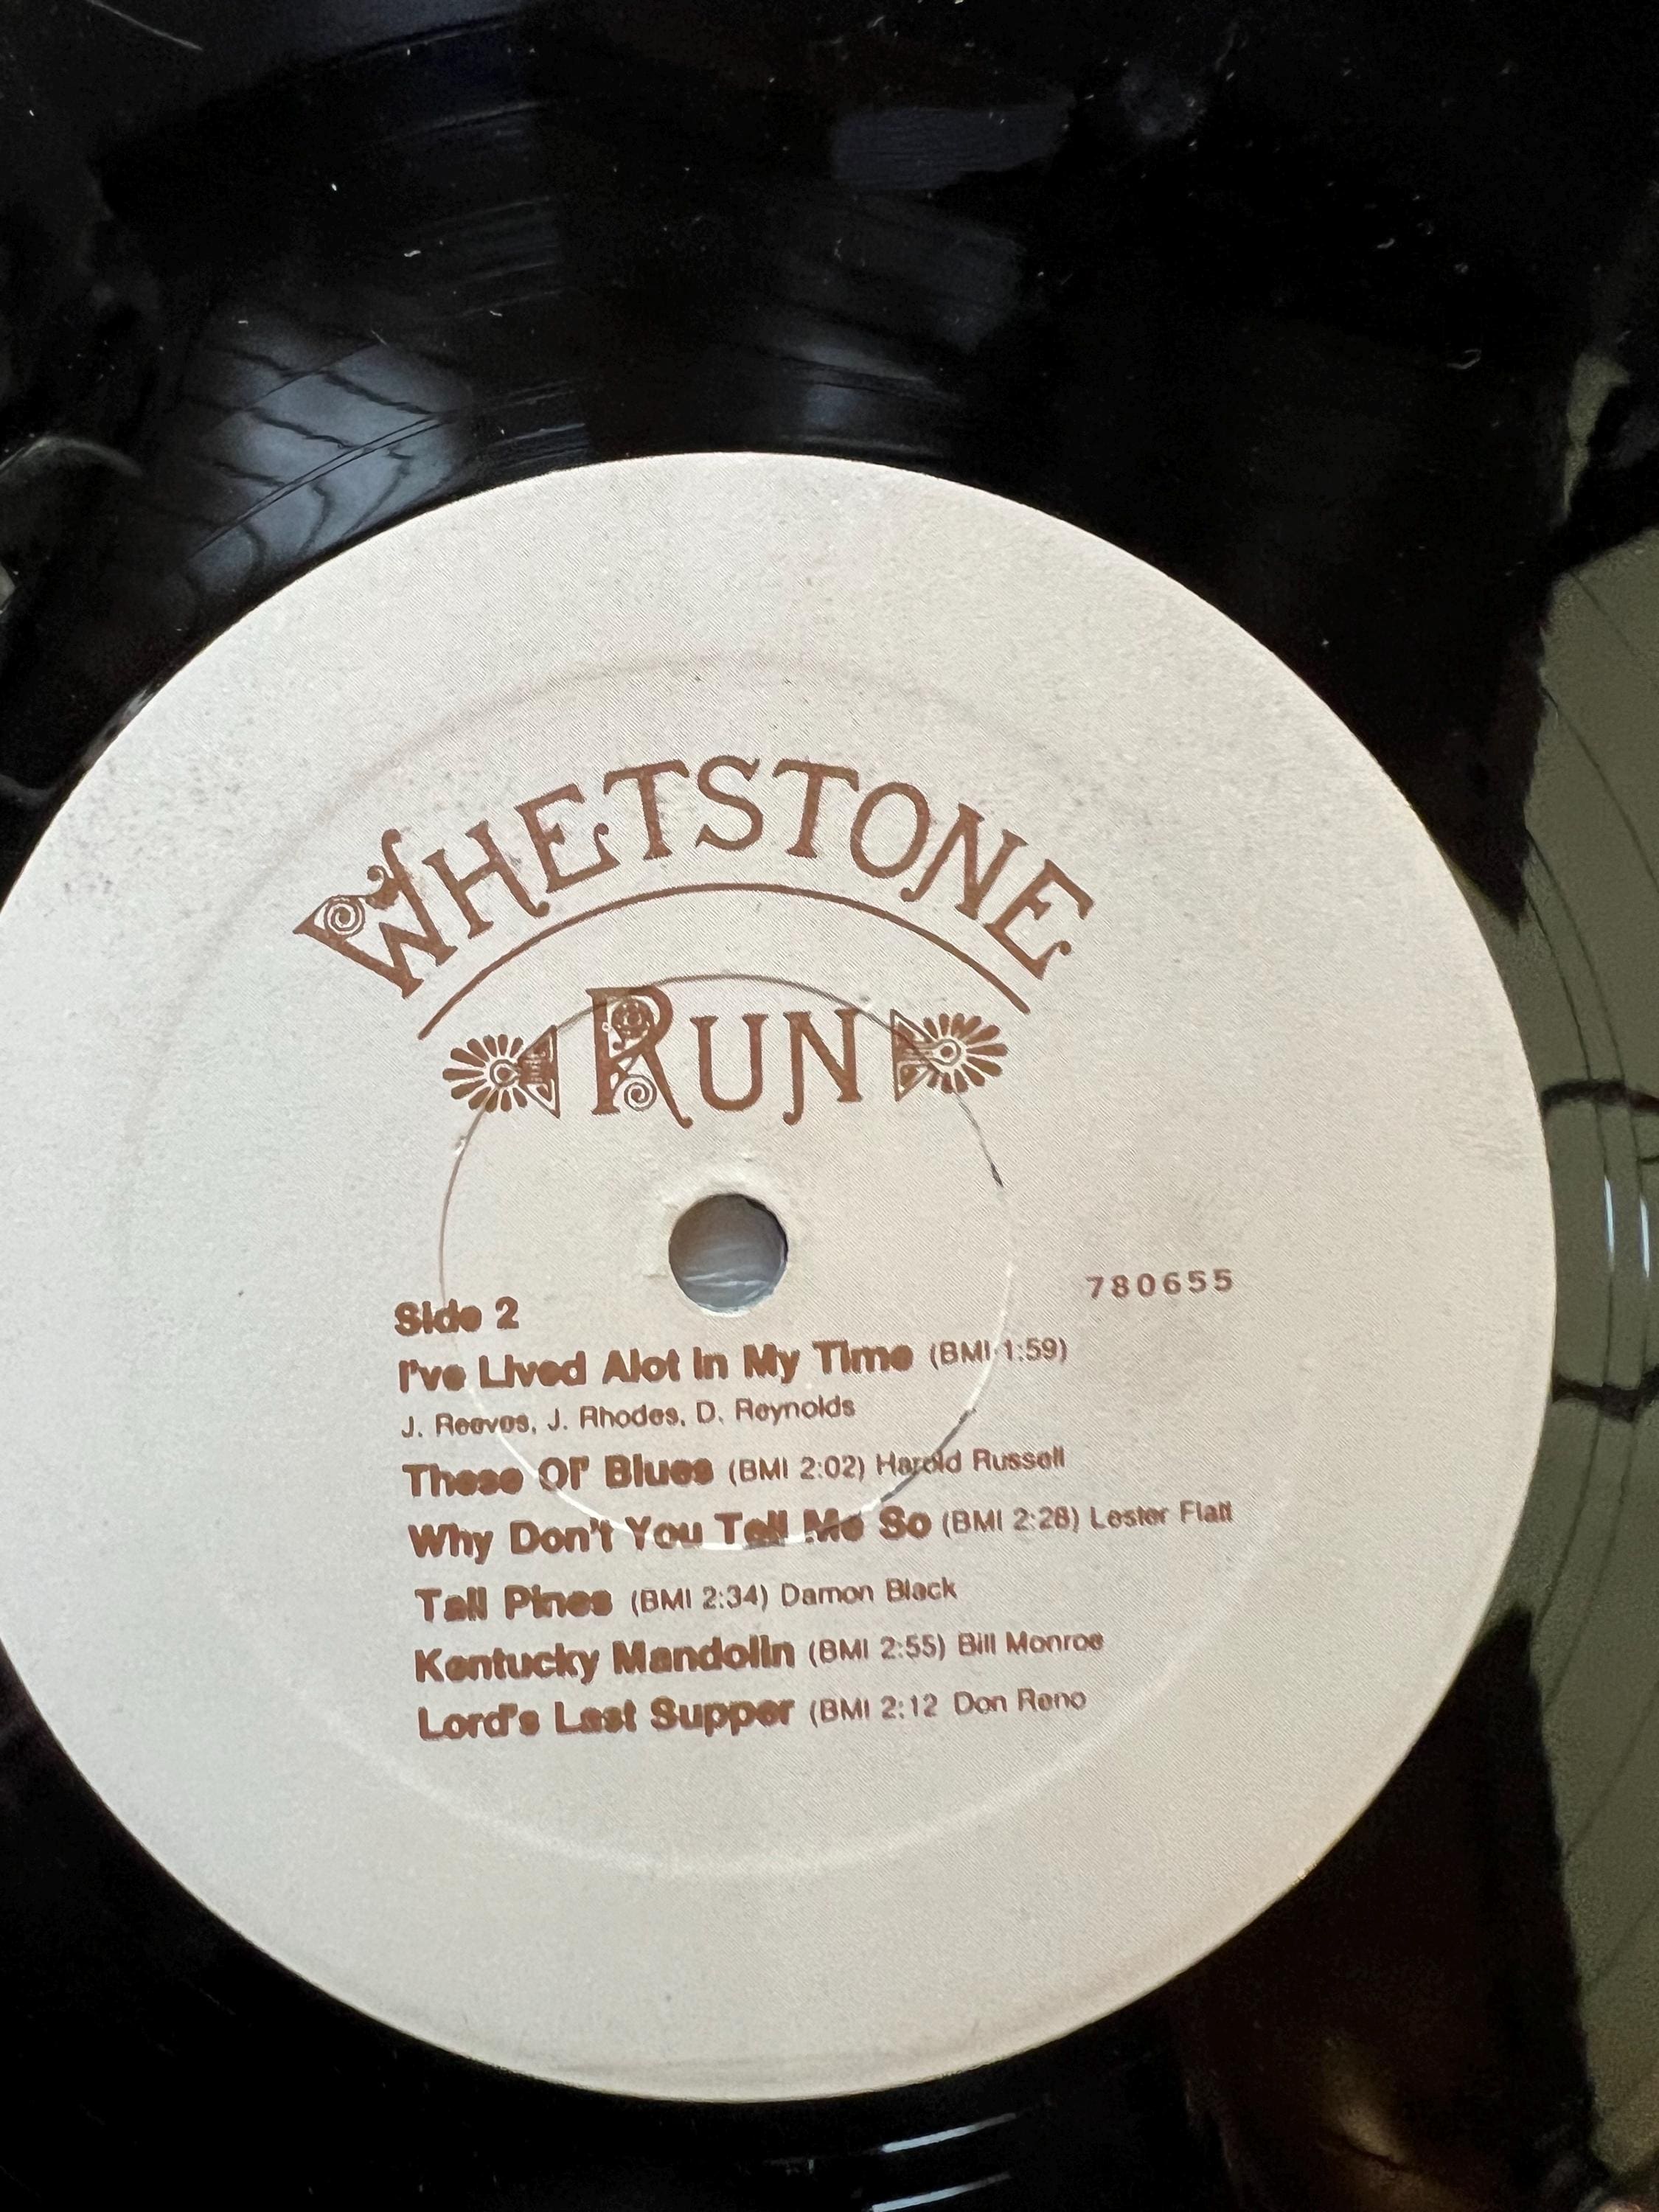 WHETSTONE
RUN
780655
Side 2
I've Lived Alot In My Time (BMI 1:59)
J. Reeves, J. Rhodes, D. Reynolds
These Ol' Blues (BMI 2:02) Harold Russell
Why Don't You Tell Me So (BMI 2:28) Lester Flatt
Tall Pines (BMI 2:34) Damon Black
Kentucky Mandolin (BMI 2:55) Bill Monroe
Lord's Last Supper (BMI 2:12 Don Reno